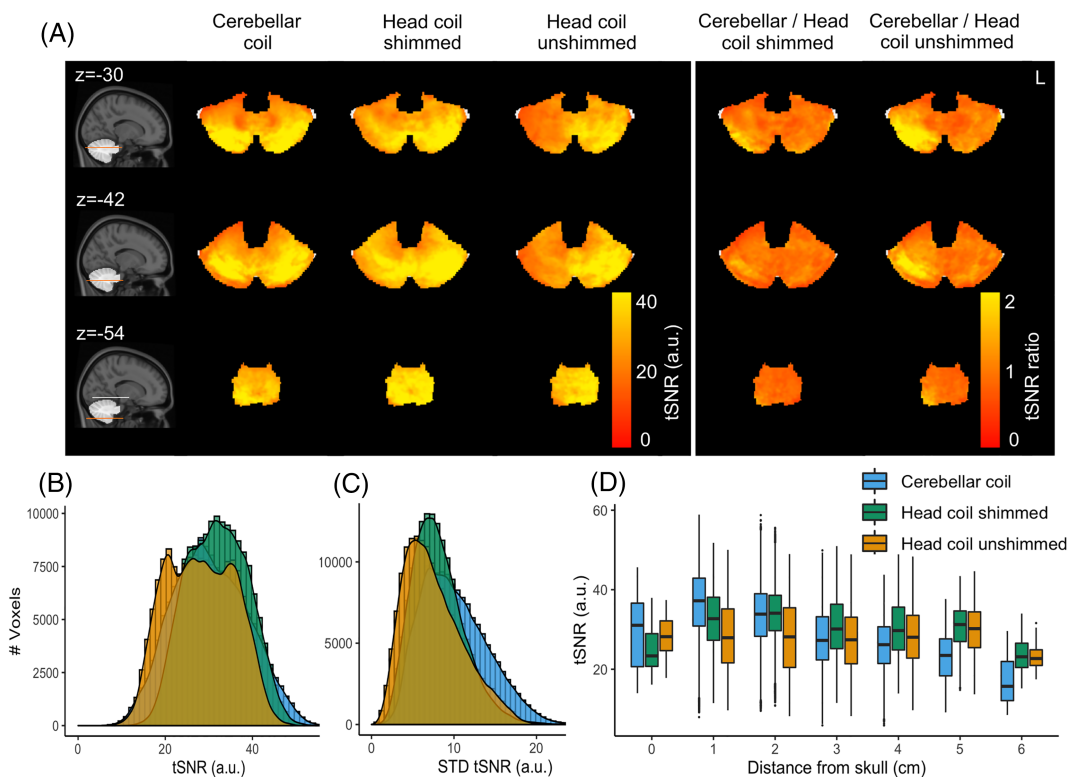 (A)
Cerebellar
coil
Head coil
shimmed
Head coil
unshimmed
Cerebellar / Head
coil shimmed
Cerebellar / Head
coil unshimmed
z=-30
L
z=-42
z=-54
40
20
0
tSNR (a.u.)
2
1
0
tSNR ratio
(B)
10000
7500
5000
2500
0
# Voxels
0
20
40
tSNR (a.u.)
(C)
10000
5000
0
0
10
20
STD tSNR (a.u.)
(D)
Cerebellar coil
Head coil shimmed
Head coil unshimmed
60
40
20
tSNR (a.u.)
0
1
2
3
4
5
6
Distance from skull (cm)